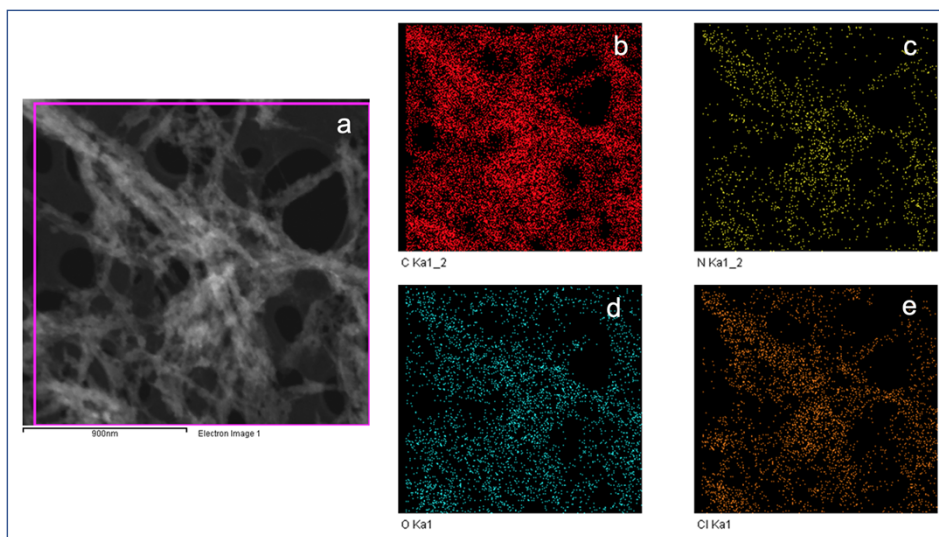 a
900nm
Electron Image 1
b
C Ka1_2
c
N Ka1_2
d
O Ka1
e
Cl Ka1